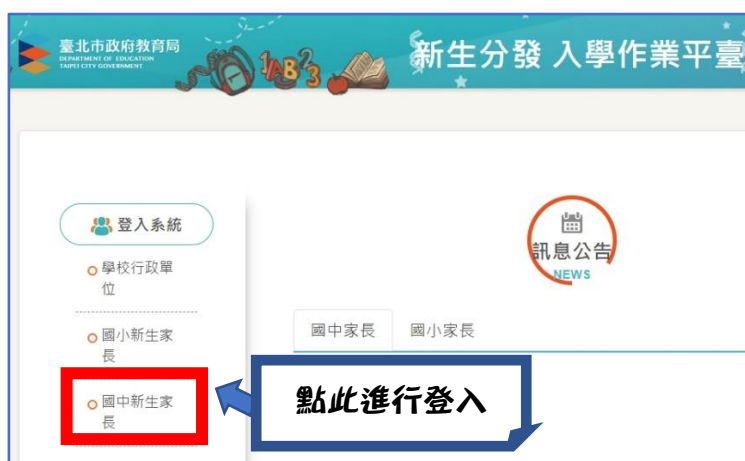 臺北市政府教育局
DEPARTMENT OF EDUCATION
TAIPEI CITY GOVERNMENT
新生分發 入學作業平臺
登入系統
學校行政單
位
國小新生家
長
國中新生家
長
訊息公告
NEWS
國中家長 國小家長
點此進行登入